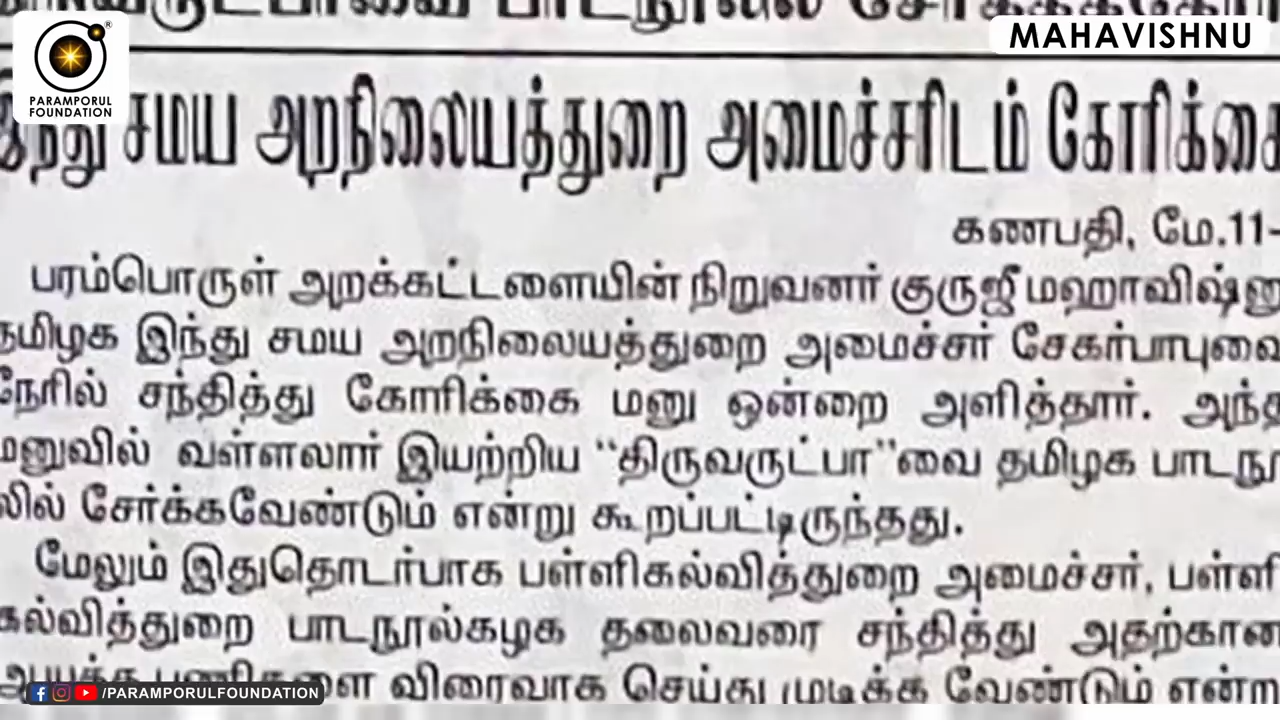 MAHAVISHNU
PARAMPORUL
FOUNDATION
சமய அறநிலையத்துறை அமைச்சரிடம் கோரிக்கை
கணபதி, மே.11-
பரம்பொருள் அறக்கட்டளையின் நிறுவனர் குருஜீ மஹாவிஷ்ணு
தமிழக இந்து சமய அறநிலையத்துறை அமைச்சர் சேகர்பாபுவை
நேரில் சந்தித்து கோரிக்கை மனு ஒன்றை அளித்தார். அந்த
மனுவில் வள்ளலார் இயற்றிய “திருவருட்பா”வை தமிழக பாடநூ
லில் சேர்க்கவேண்டும் என்று கூறப்பட்டிருந்தது.
மேலும் இதுதொடர்பாக பள்ளிகல்வித்துறை அமைச்சர், பள்ளி
கல்வித்துறை பாடநூல்கழக தலைவரை சந்தித்து அதற்கான
விரைவாக செய்து முடிக்க வேண்டும் என்ற
/PARAMPORULFOUNDATION